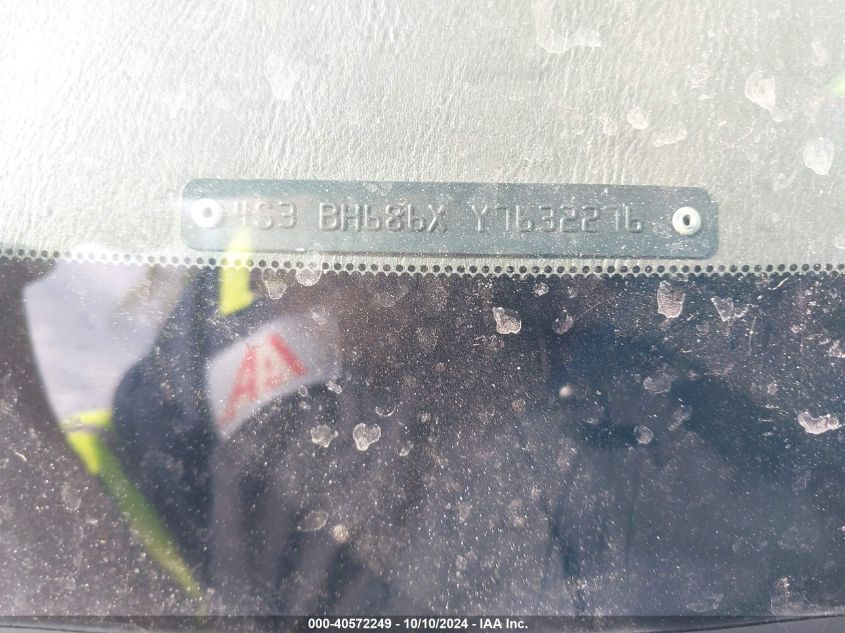 4S3 BH686X Y7632276
000-40572249 - 10/10/2024 - IAA Inc.